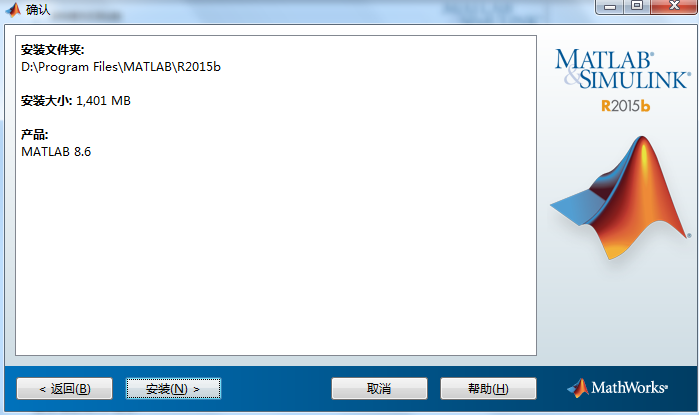 确认
安装文件夹:
D:\Program Files\MATLAB\R2015b
安装大小: 1,401 MB
产品:
MATLAB 8.6
MATLAB®
&SIMULINK®
R2015b
®
< 返回(B)
安装(N) >
取消
帮助(H)
MathWorks®